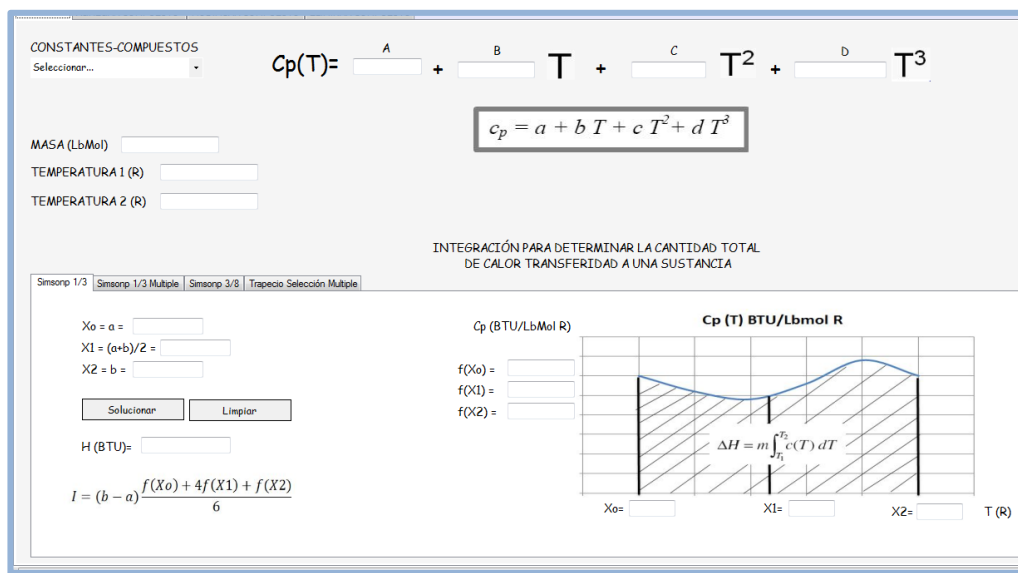 CONSTANTES-COMPUESTOS
Seleccionar...
A B C D
Cp(T)= + T + T² + T³
c_p = a + b T + c T² + d T³
MASA (LbMol)
TEMPERATURA 1 (R)
TEMPERATURA 2 (R)
INTEGRACIÓN PARA DETERMINAR LA CANTIDAD TOTAL
DE CALOR TRANSFERIDAD A UNA SUSTANCIA
Simsonp 1/3 Simsonp 1/3 Multiple Simsonp 3/8 Trapecio Selección Multiple
Xo = a =
X1 = (a+b)/2 =
X2 = b =
Solucionar Limpiar
H (BTU)=
I = (b − a) f(Xo) + 4f(X1) + f(X2)
6
Cp (BTU/LbMol R)
f(Xo) =
f(X1) =
f(X2) =
Cp (T) BTU/Lbmol R
ΔH = m∫_{T₁}^{T₂} c(T) dT
Xo= X1= X2= T (R)